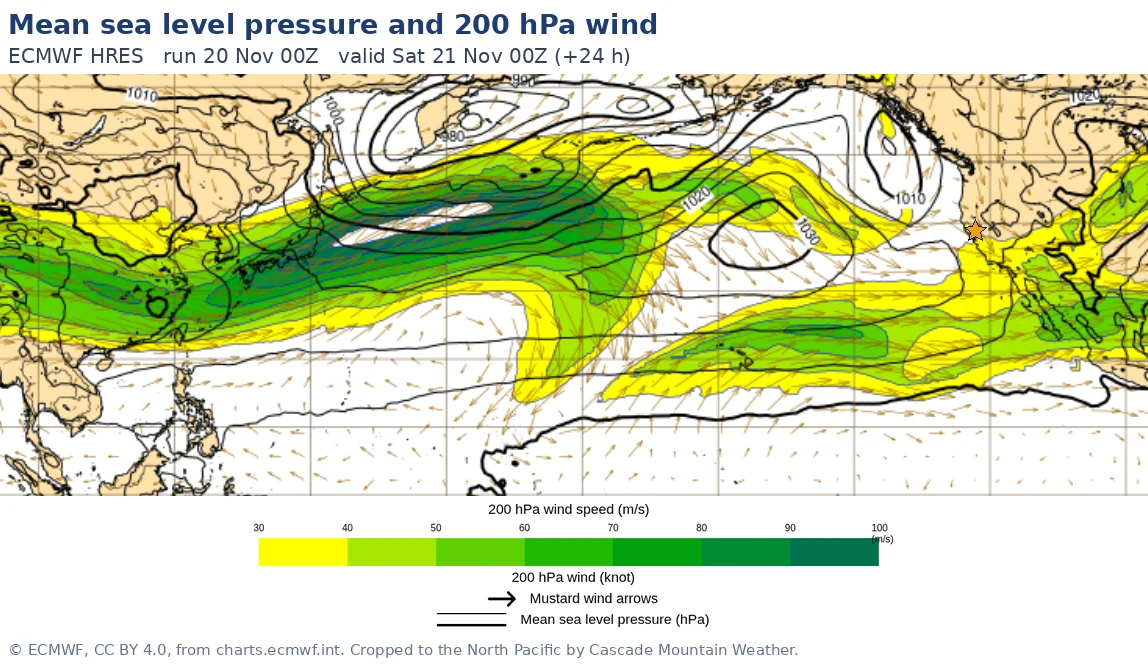 Mean sea level pressure and 200 hPa wind
ECMWF HRES run 20 Nov 00Z valid Sat 21 Nov 00Z (+24 h)
990
1010
1000
980
1020
1020
1010
1030
200 hPa wind speed (m/s)
30 40 50 60 70 80 90 100
(m/s)
200 hPa wind (knot)
Mustard wind arrows
Mean sea level pressure (hPa)
© ECMWF, CC BY 4.0, from charts.ecmwf.int. Cropped to the North Pacific by Cascade Mountain Weather.